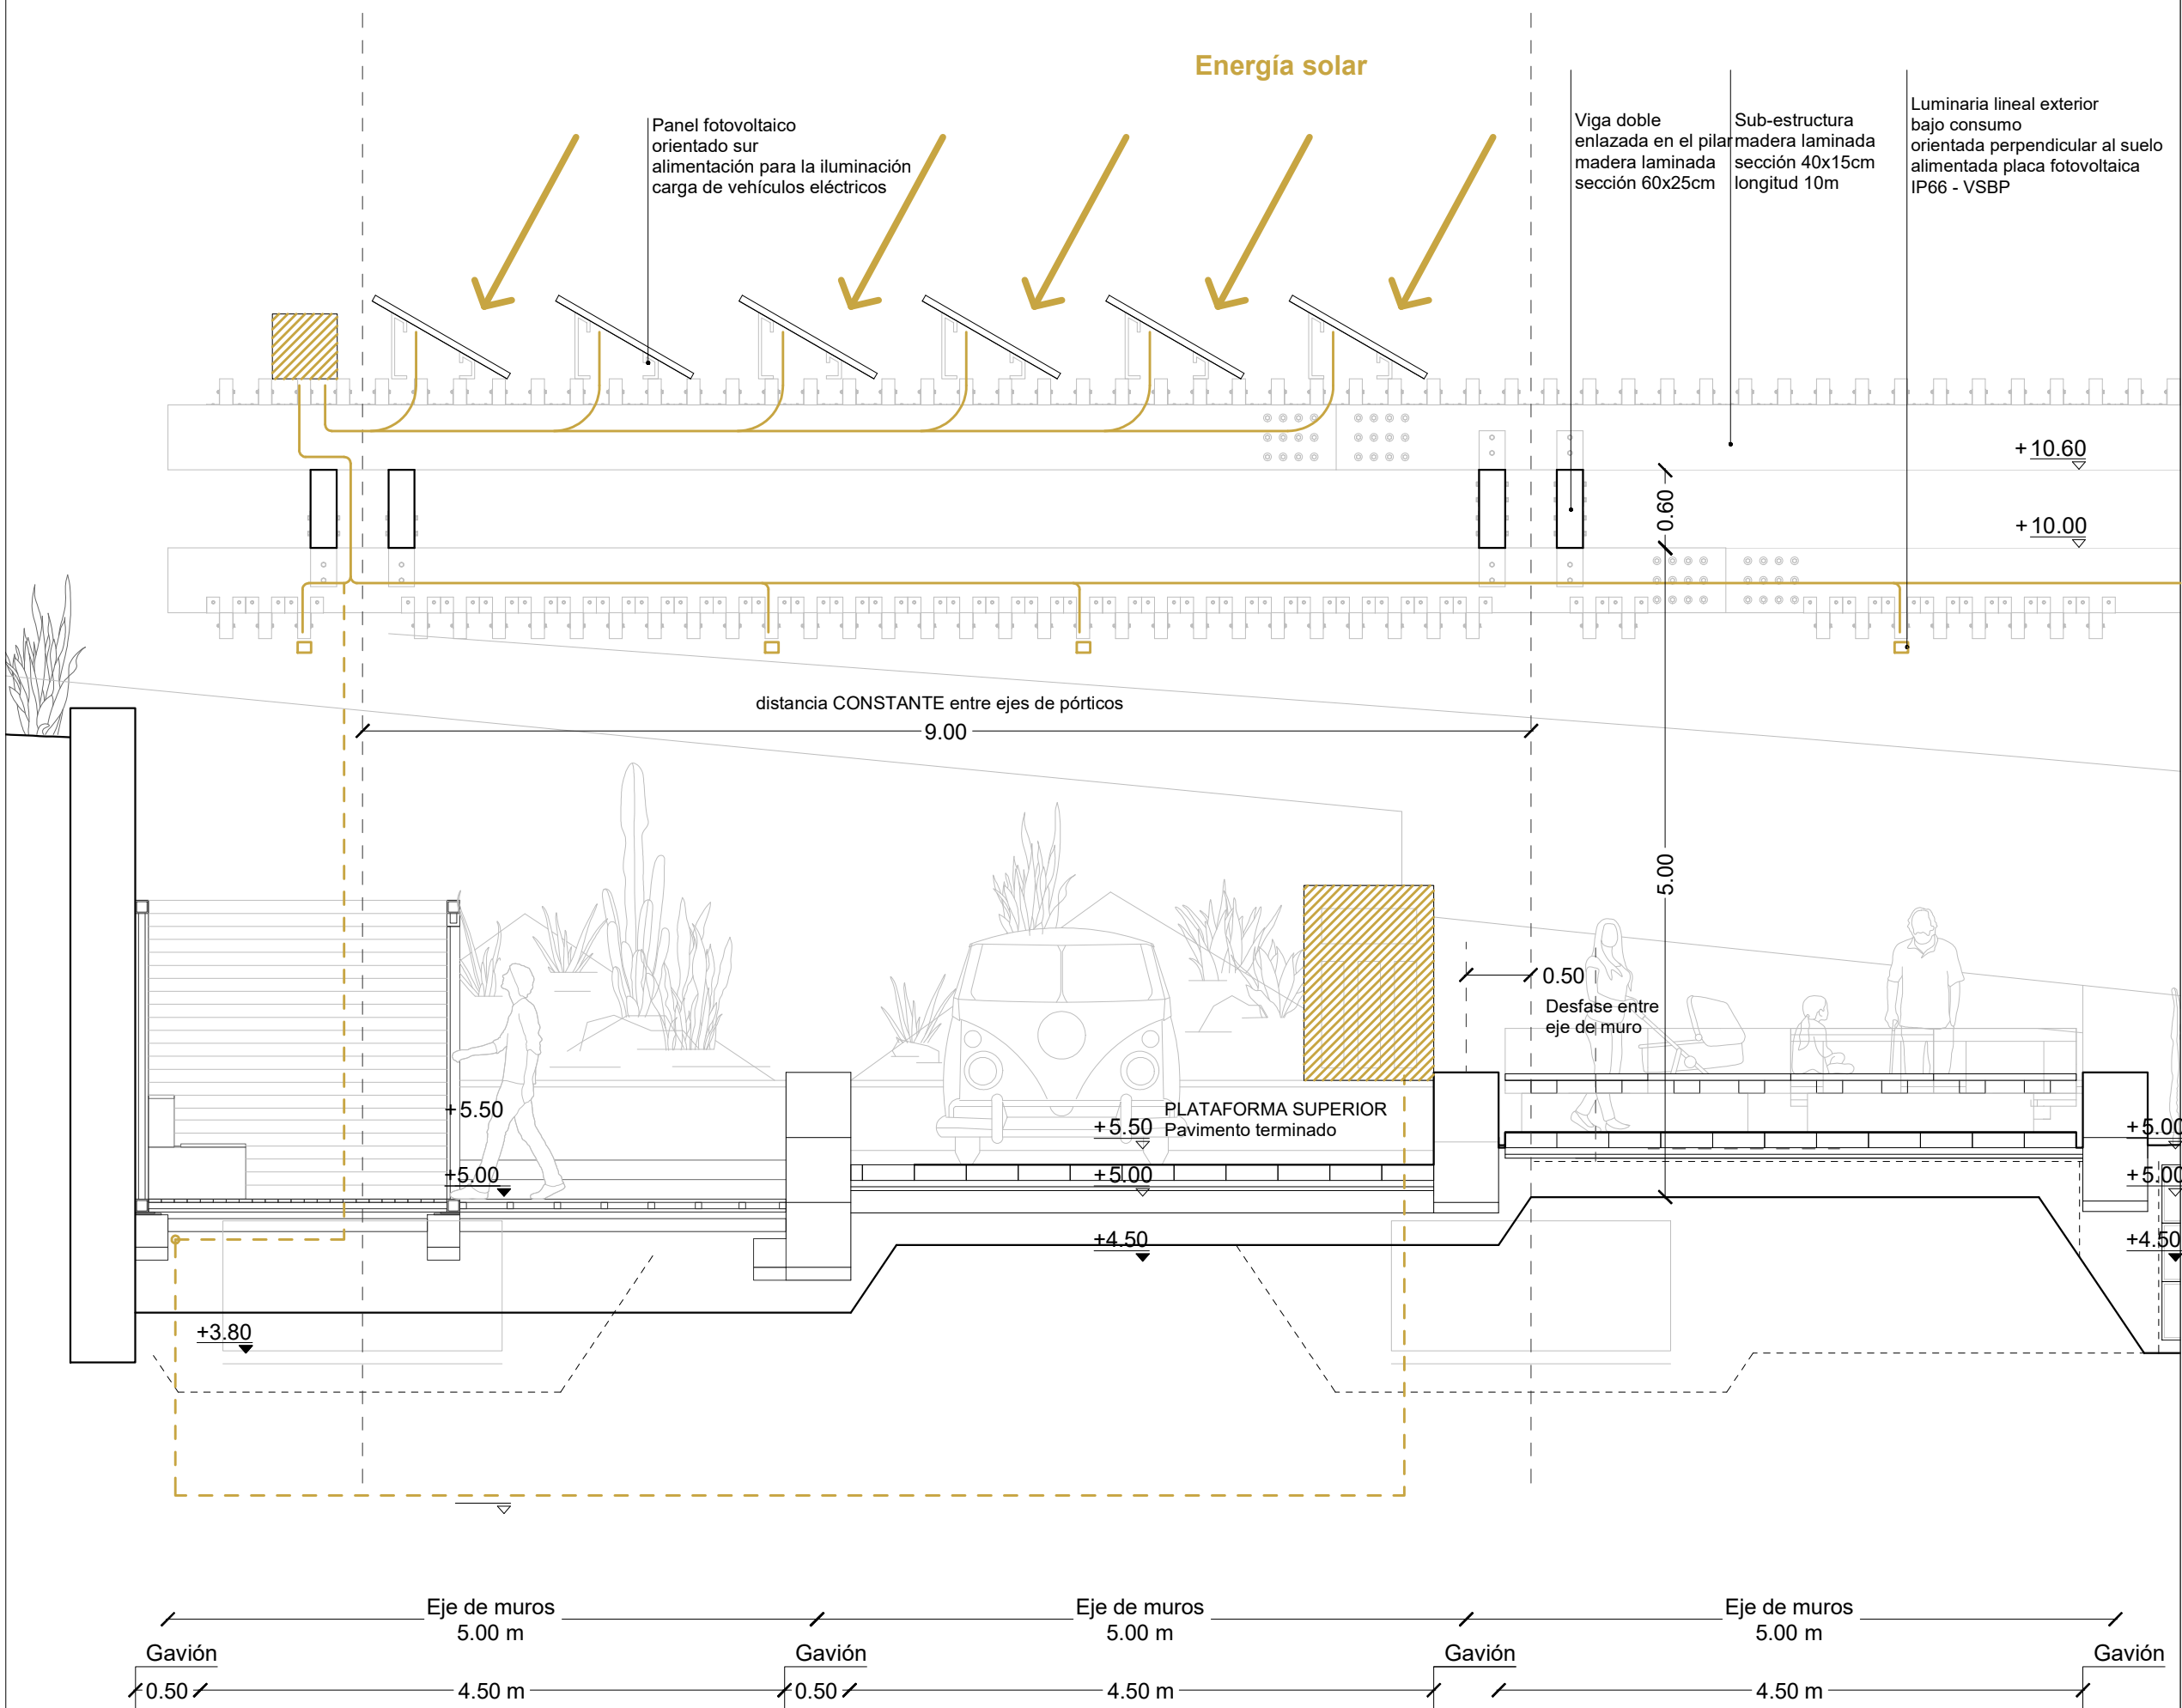 Energía solar
Panel fotovoltaico
orientado sur
alimentación para la iluminación
carga de vehículos eléctricos
Viga doble
enlazada en el pilar
madera laminada
sección 60x25cm
Sub-estructura
madera laminada
sección 40x15cm
longitud 10m
Luminaria lineal exterior
bajo consumo
orientada perpendicular al suelo
alimentada placa fotovoltaica
IP66 - VSBP
+10.60
0.60
+10.00
distancia CONSTANTE entre ejes de pórticos
9.00
5.00
0.50
Desfase entre
eje de muro
+5.50
+5.00
PLATAFORMA SUPERIOR
Pavimento terminado
+5.50
+5.00
+4.50
+5.00
+5.00
+4.50
+3.80
Eje de muros
5.00 m
Eje de muros
5.00 m
Eje de muros
5.00 m
Gavión
Gavión
Gavión
Gavión
0.50
4.50 m
0.50
4.50 m
4.50 m